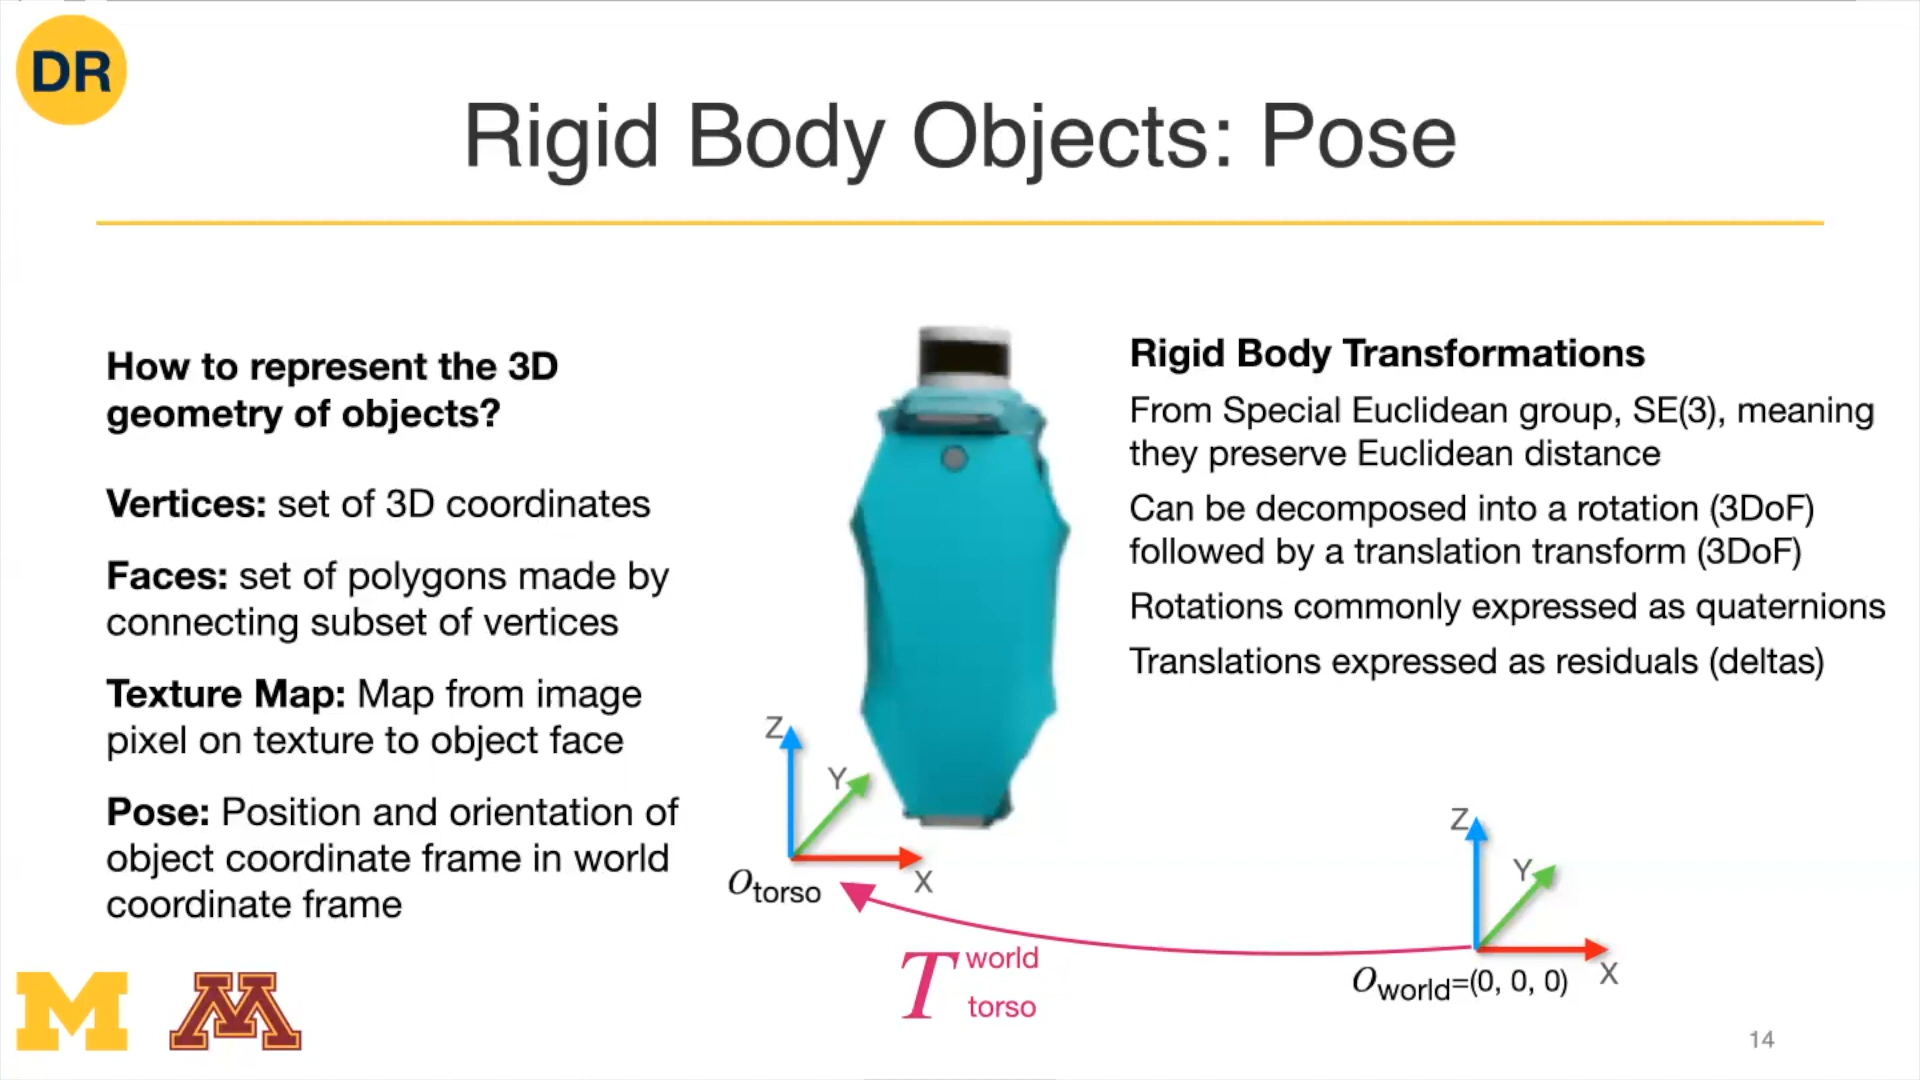 DR
Rigid Body Objects: Pose
How to represent the 3D
geometry of objects?
Vertices: set of 3D coordinates
Faces: set of polygons made by
connecting subset of vertices
Texture Map: Map from image
pixel on texture to object face
Pose: Position and orientation of
object coordinate frame in world
coordinate frame
Z
Y
X
Otorso
T world
torso
Rigid Body Transformations
From Special Euclidean group, SE(3), meaning
they preserve Euclidean distance
Can be decomposed into a rotation (3DoF)
followed by a translation transform (3DoF)
Rotations commonly expressed as quaternions
Translations expressed as residuals (deltas)
Z
Y
X
Oworld=(0, 0, 0)
M
M
14